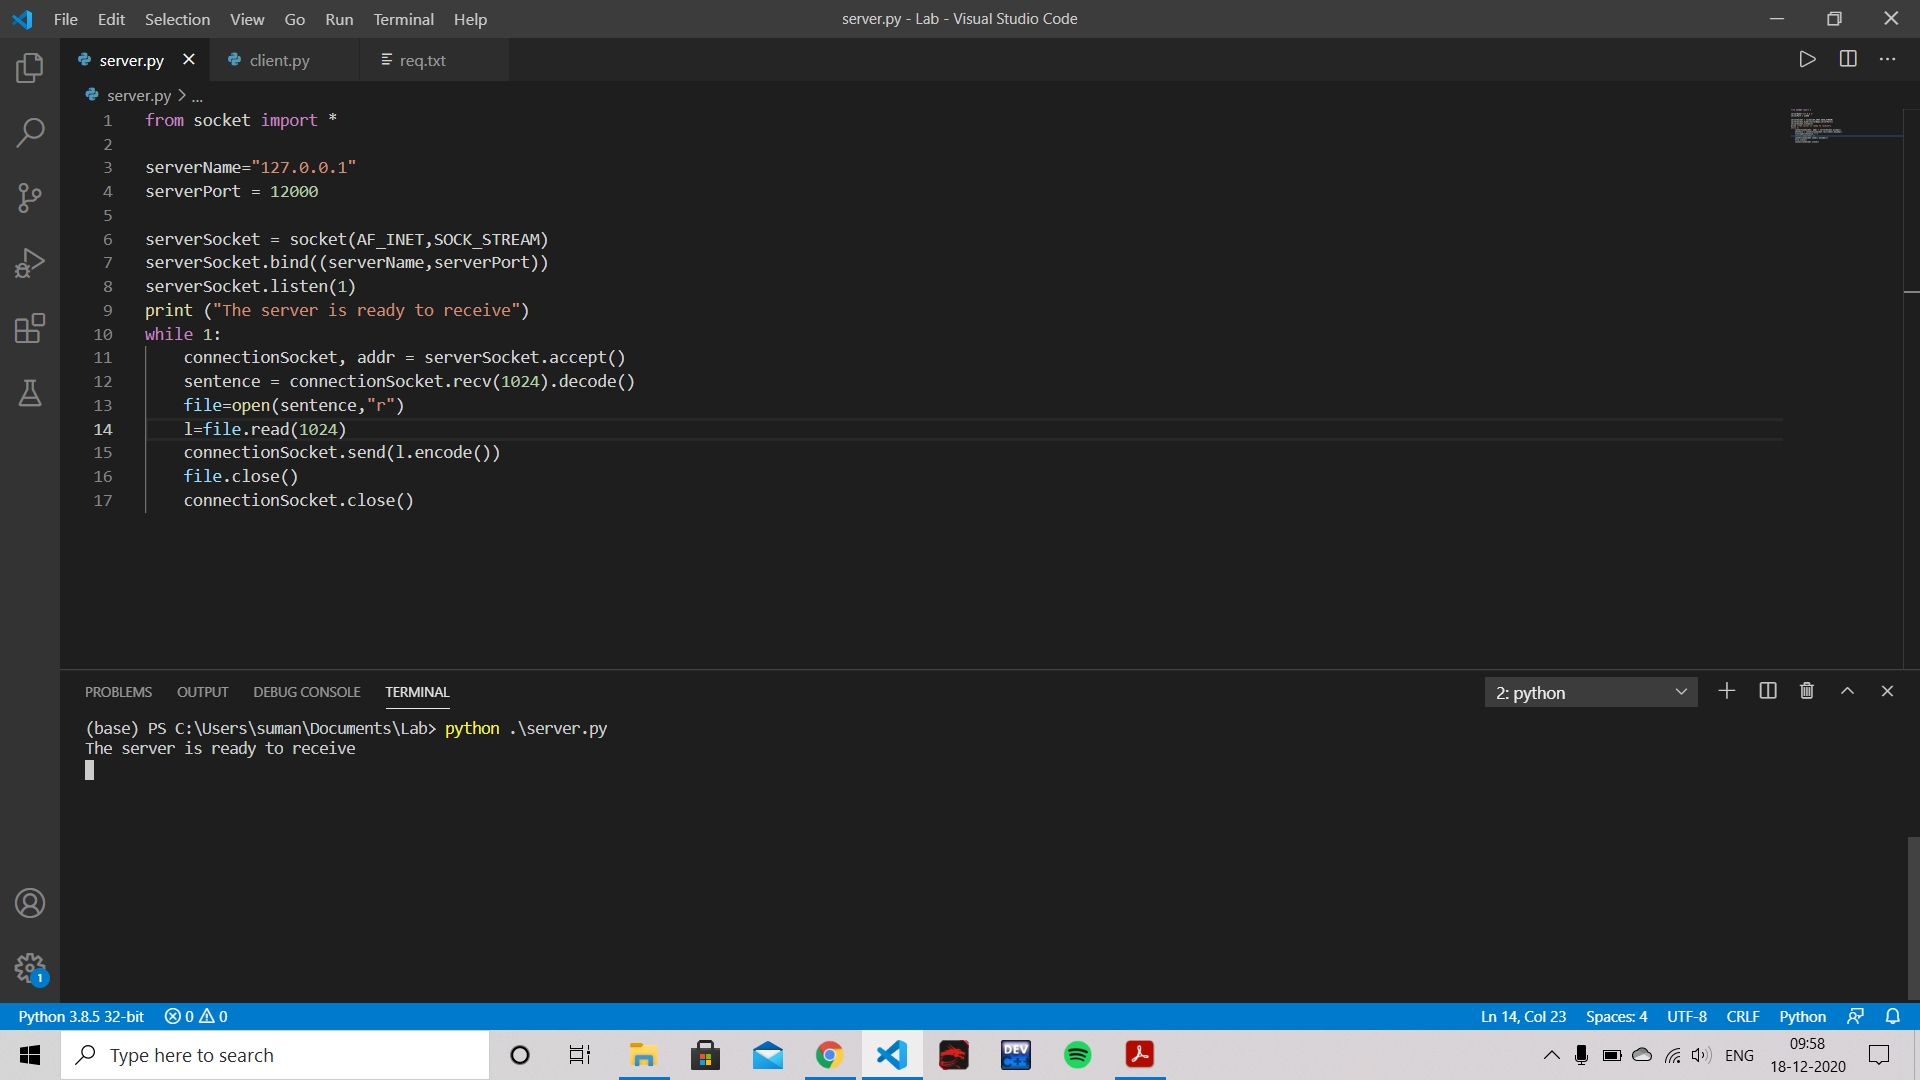 File Edit Selection View Go Run Terminal Help
server.py - Lab - Visual Studio Code
server.py client.py req.txt
server.py > ...
1 from socket import *
2
3 serverName="127.0.0.1"
4 serverPort = 12000
5
6 serverSocket = socket(AF_INET,SOCK_STREAM)
7 serverSocket.bind((serverName,serverPort))
8 serverSocket.listen(1)
9 print ("The server is ready to receive")
10 while 1:
11     connectionSocket, addr = serverSocket.accept()
12     sentence = connectionSocket.recv(1024).decode()
13     file=open(sentence,"r")
14     l=file.read(1024)
15     connectionSocket.send(l.encode())
16     file.close()
17     connectionSocket.close()
PROBLEMS OUTPUT DEBUG CONSOLE TERMINAL
2: python
(base) PS C:\Users\suman\Documents\Lab> python .\server.py
The server is ready to receive
1
Python 3.8.5 32-bit 0 0
Ln 14, Col 23 Spaces: 4 UTF-8 CRLF Python
Type here to search
DEV C++
ENG
09:58
18-12-2020